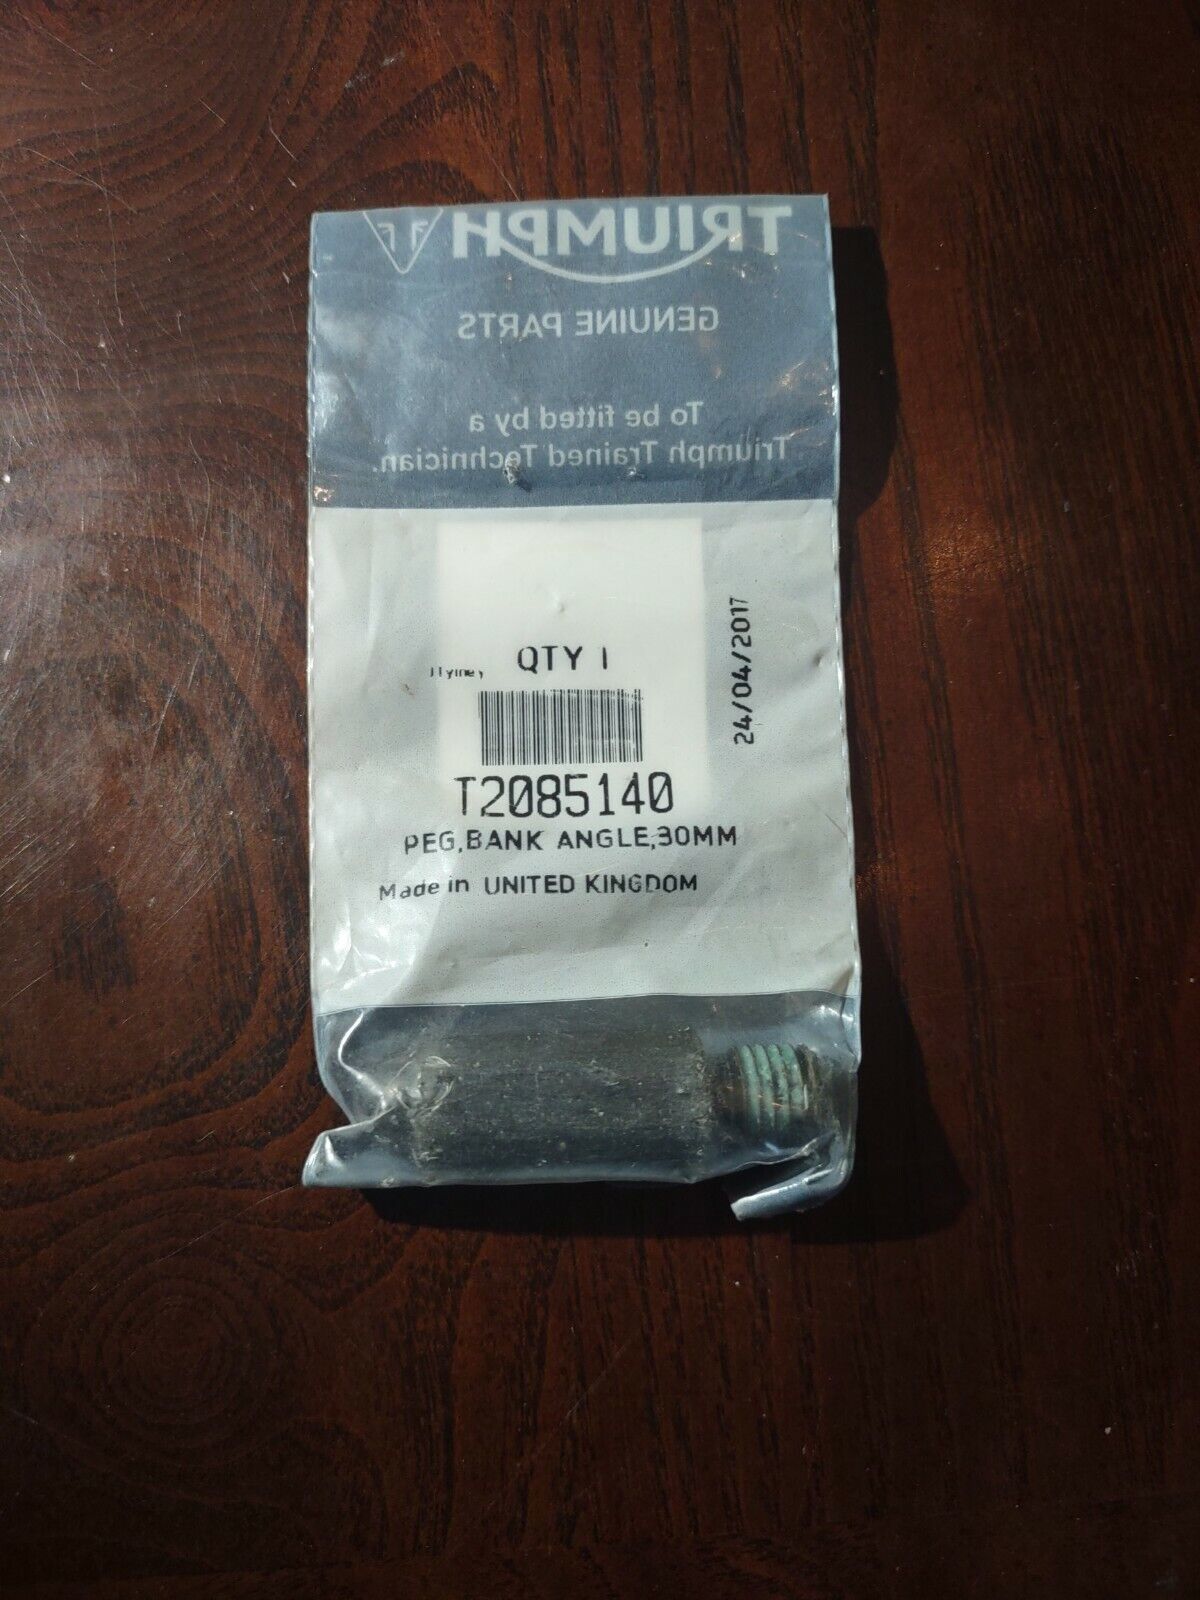 TRIUMPH
GENUINE PARTS
To be fitted by a
Triumph Trained Technician.
QTY 1
24/04/2017
T2085140
PEG,BANK ANGLE,30MM
Made in UNITED KINGDOM